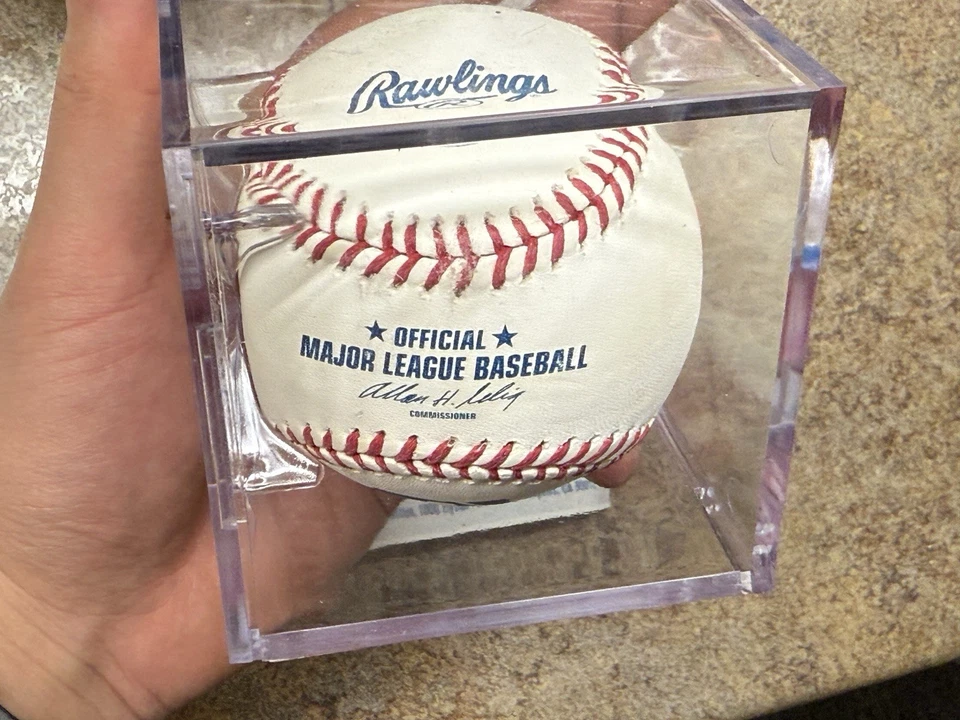 Rawlings
★ OFFICIAL ★
MAJOR LEAGUE BASEBALL
Allan H. Selig
COMMISSIONER